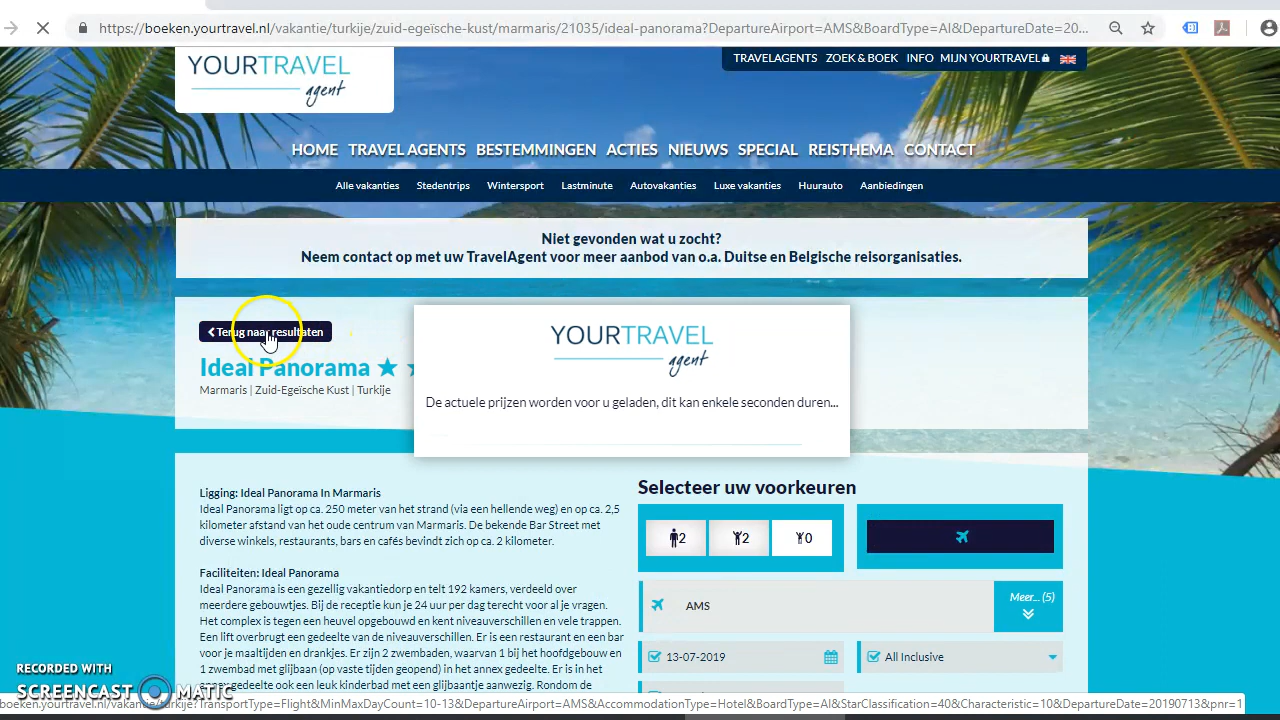 https://boeken.yourtravel.nl/vakantie/turkije/zuid-egeïsche-kust/marmaris/21035/ideal-panorama?DepartureAirport=AMS&BoardType=AI&DepartureDate=20...
YOURTRAVEL
agent
TRAVELAGENTS ZOEK & BOEK INFO MIJN YOURTRAVEL
HOME TRAVEL AGENTS BESTEMMINGEN ACTIES NIEUWS SPECIAL REISTHEMA CONTACT
Alle vakanties Stedentrips Wintersport Lastminute Autovakanties Luxe vakanties Huurauto Aanbiedingen
Niet gevonden wat u zocht?
Neem contact op met uw TravelAgent voor meer aanbod van o.a. Duitse en Belgische reisorganisaties.
Terug naar resultaten
Ideal Panorama
Marmaris | Zuid-Egeïsche Kust | Turkije
YOURTRAVEL
agent
De actuele prijzen worden voor u geladen, dit kan enkele seconden duren...
Ligging: Ideal Panorama In Marmaris
Ideal Panorama ligt op ca. 250 meter van het strand (via een hellende weg) en op ca. 2,5
kilometer afstand van het oude centrum van Marmaris. De bekende Bar Street met
diverse winkels, restaurants, bars en cafés bevindt zich op ca. 2 kilometer.
Faciliteiten: Ideal Panorama
Ideal Panorama is een gezellig vakantiedorp en telt 192 kamers, verdeeld over
meerdere gebouwtjes. Bij de receptie kun je 24 uur per dag terecht voor al je vragen.
Het complex is tegen een heuvel opgebouwd en kent niveauverschillen en vele trappen.
Een lift overbrugt een gedeelte van de niveauverschillen. Er is een restaurant en een bar
voor je maaltijden en drankjes. Er zijn 2 zwembaden, waarvan 1 bij het hoofdgebouw en
1 zwembad met glijbaan (op vaste tijden geopend) in het annex gedeelte. Er is in het
annex gedeelte ook een leuk kinderbad met een glijbaantje aanwezig. Rondom de
Selecteer uw voorkeuren
2 2 0
AMS
Meer... (5)
13-07-2019
All Inclusive
RECORDED WITH
SCREENCAST MATIC
boeken.yourtravel.nl/vakantie/turkije?TransportType=Flight&MinMaxDayCount=10-13&DepartureAirport=AMS&AccommodationType=Hotel&BoardType=AI&StarClassification=40&Characteristic=10&DepartureDate=20190713&pnr=1